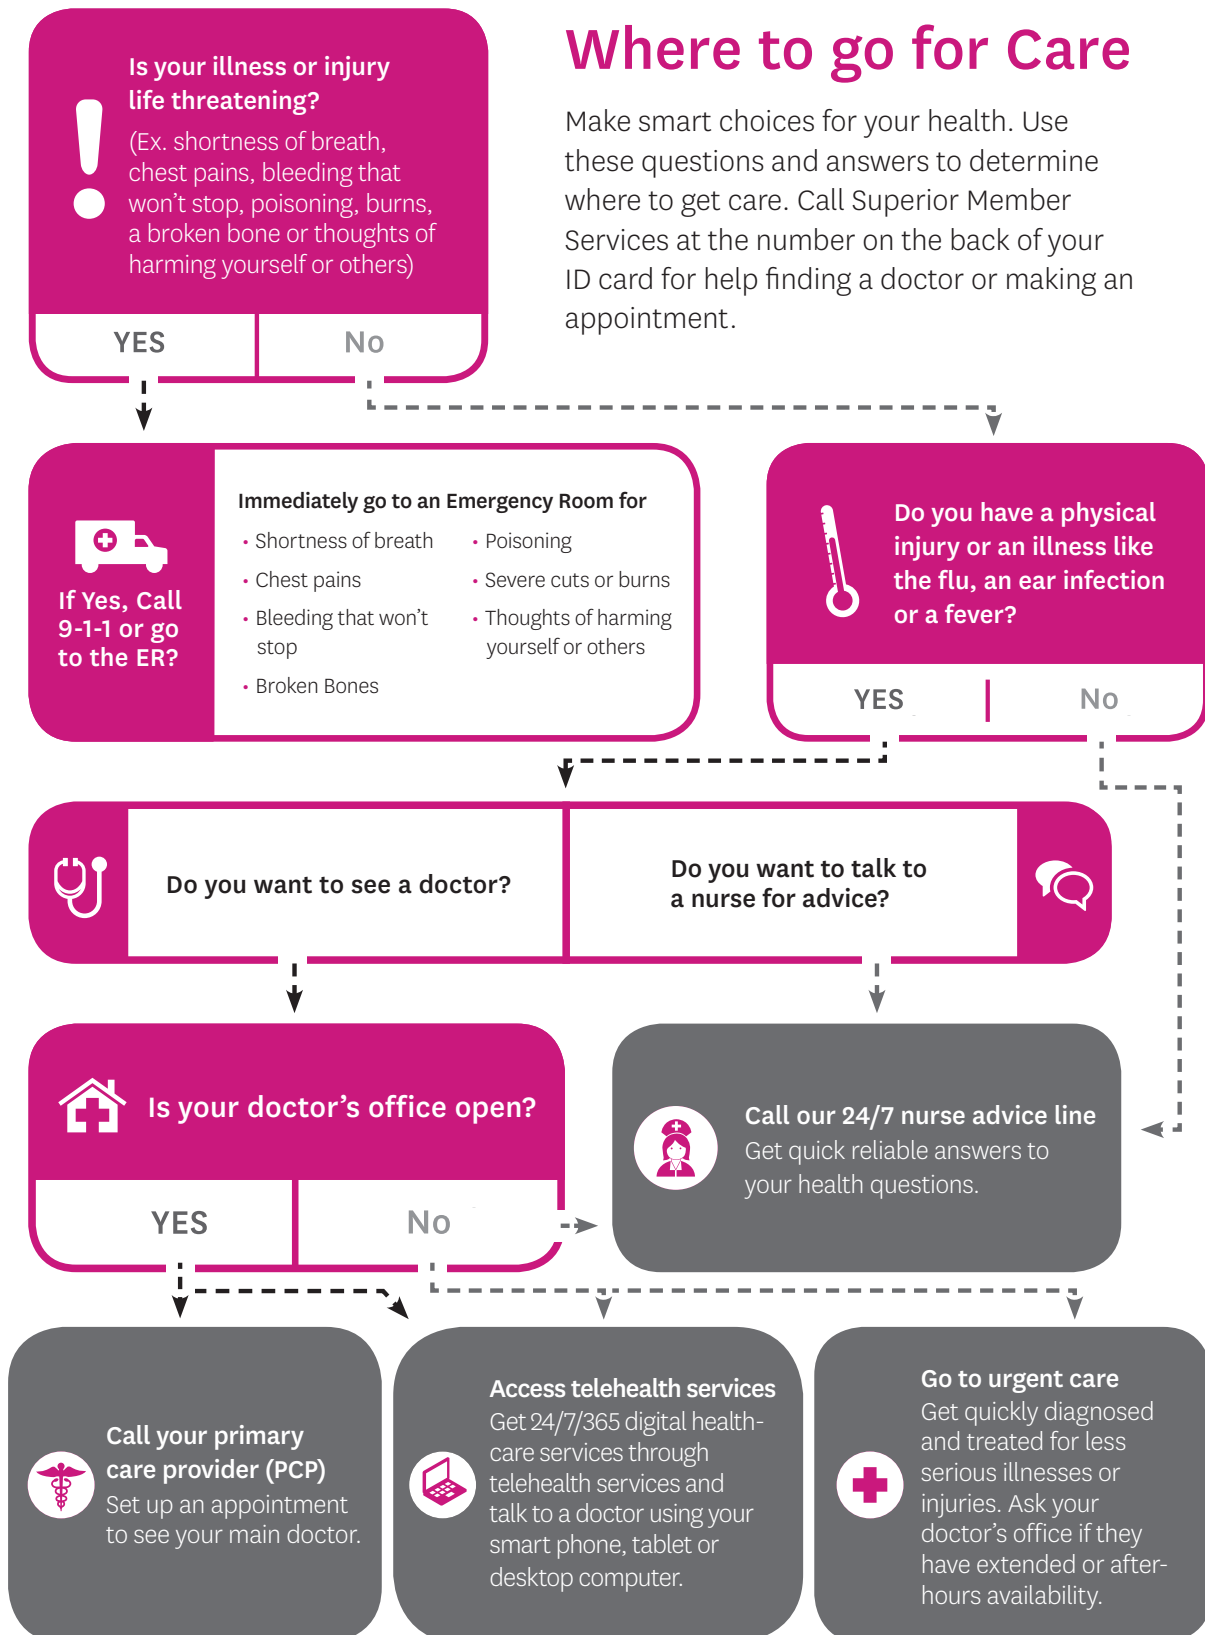 Where to go for Care
Make smart choices for your health. Use
these questions and answers to determine
where to get care. Call Superior Member
Services at the number on the back of your
ID card for help finding a doctor or making an
appointment.
Is your illness or injury
life threatening?
(Ex. shortness of breath,
chest pains, bleeding that
won't stop, poisoning, burns,
a broken bone or thoughts of
harming yourself or others)
YES
No
If Yes, Call
9-1-1 or go
to the ER?
Immediately go to an Emergency Room for
• Shortness of breath
• Chest pains
• Bleeding that won't
stop
• Broken Bones
• Poisoning
• Severe cuts or burns
• Thoughts of harming
yourself or others
Do you have a physical
injury or an illness like
the flu, an ear infection
or a fever?
YES
No
Do you want to see a doctor?
Do you want to talk to
a nurse for advice?
Is your doctor's office open?
YES
No
Call our 24/7 nurse advice line
Get quick reliable answers to
your health questions.
Call your primary
care provider (PCP)
Set up an appointment
to see your main doctor.
Access telehealth services
Get 24/7/365 digital health-
care services through
telehealth services and
talk to a doctor using your
smart phone, tablet or
desktop computer.
Go to urgent care
Get quickly diagnosed
and treated for less
serious illnesses or
injuries. Ask your
doctor's office if they
have extended or after-
hours availability.